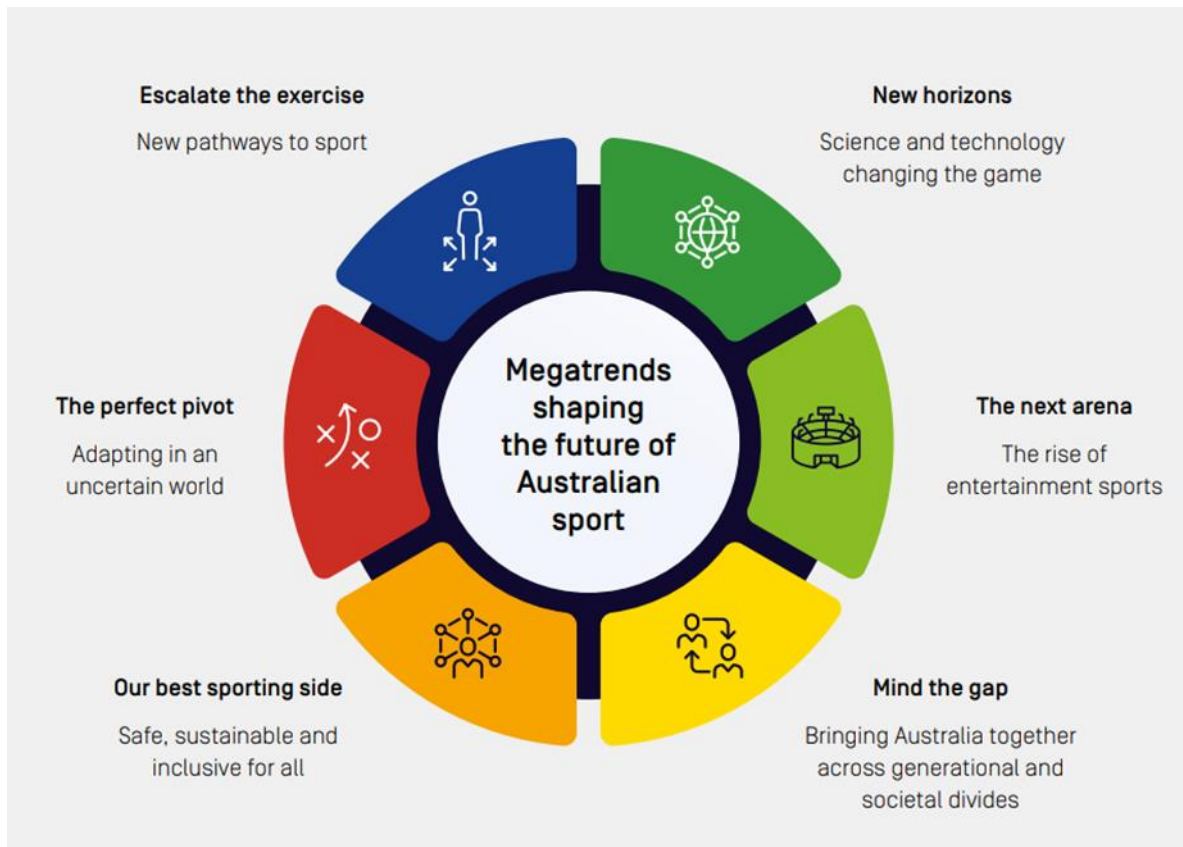 Escalate the exercise
New pathways to sport
New horizons
Science and technology
changing the game
The perfect pivot
Adapting in an
uncertain world
Megatrends
shaping
the future of
Australian
sport
The next arena
The rise of
entertainment sports
Our best sporting side
Safe, sustainable and
inclusive for all
Mind the gap
Bringing Australia together
across generational and
societal divides